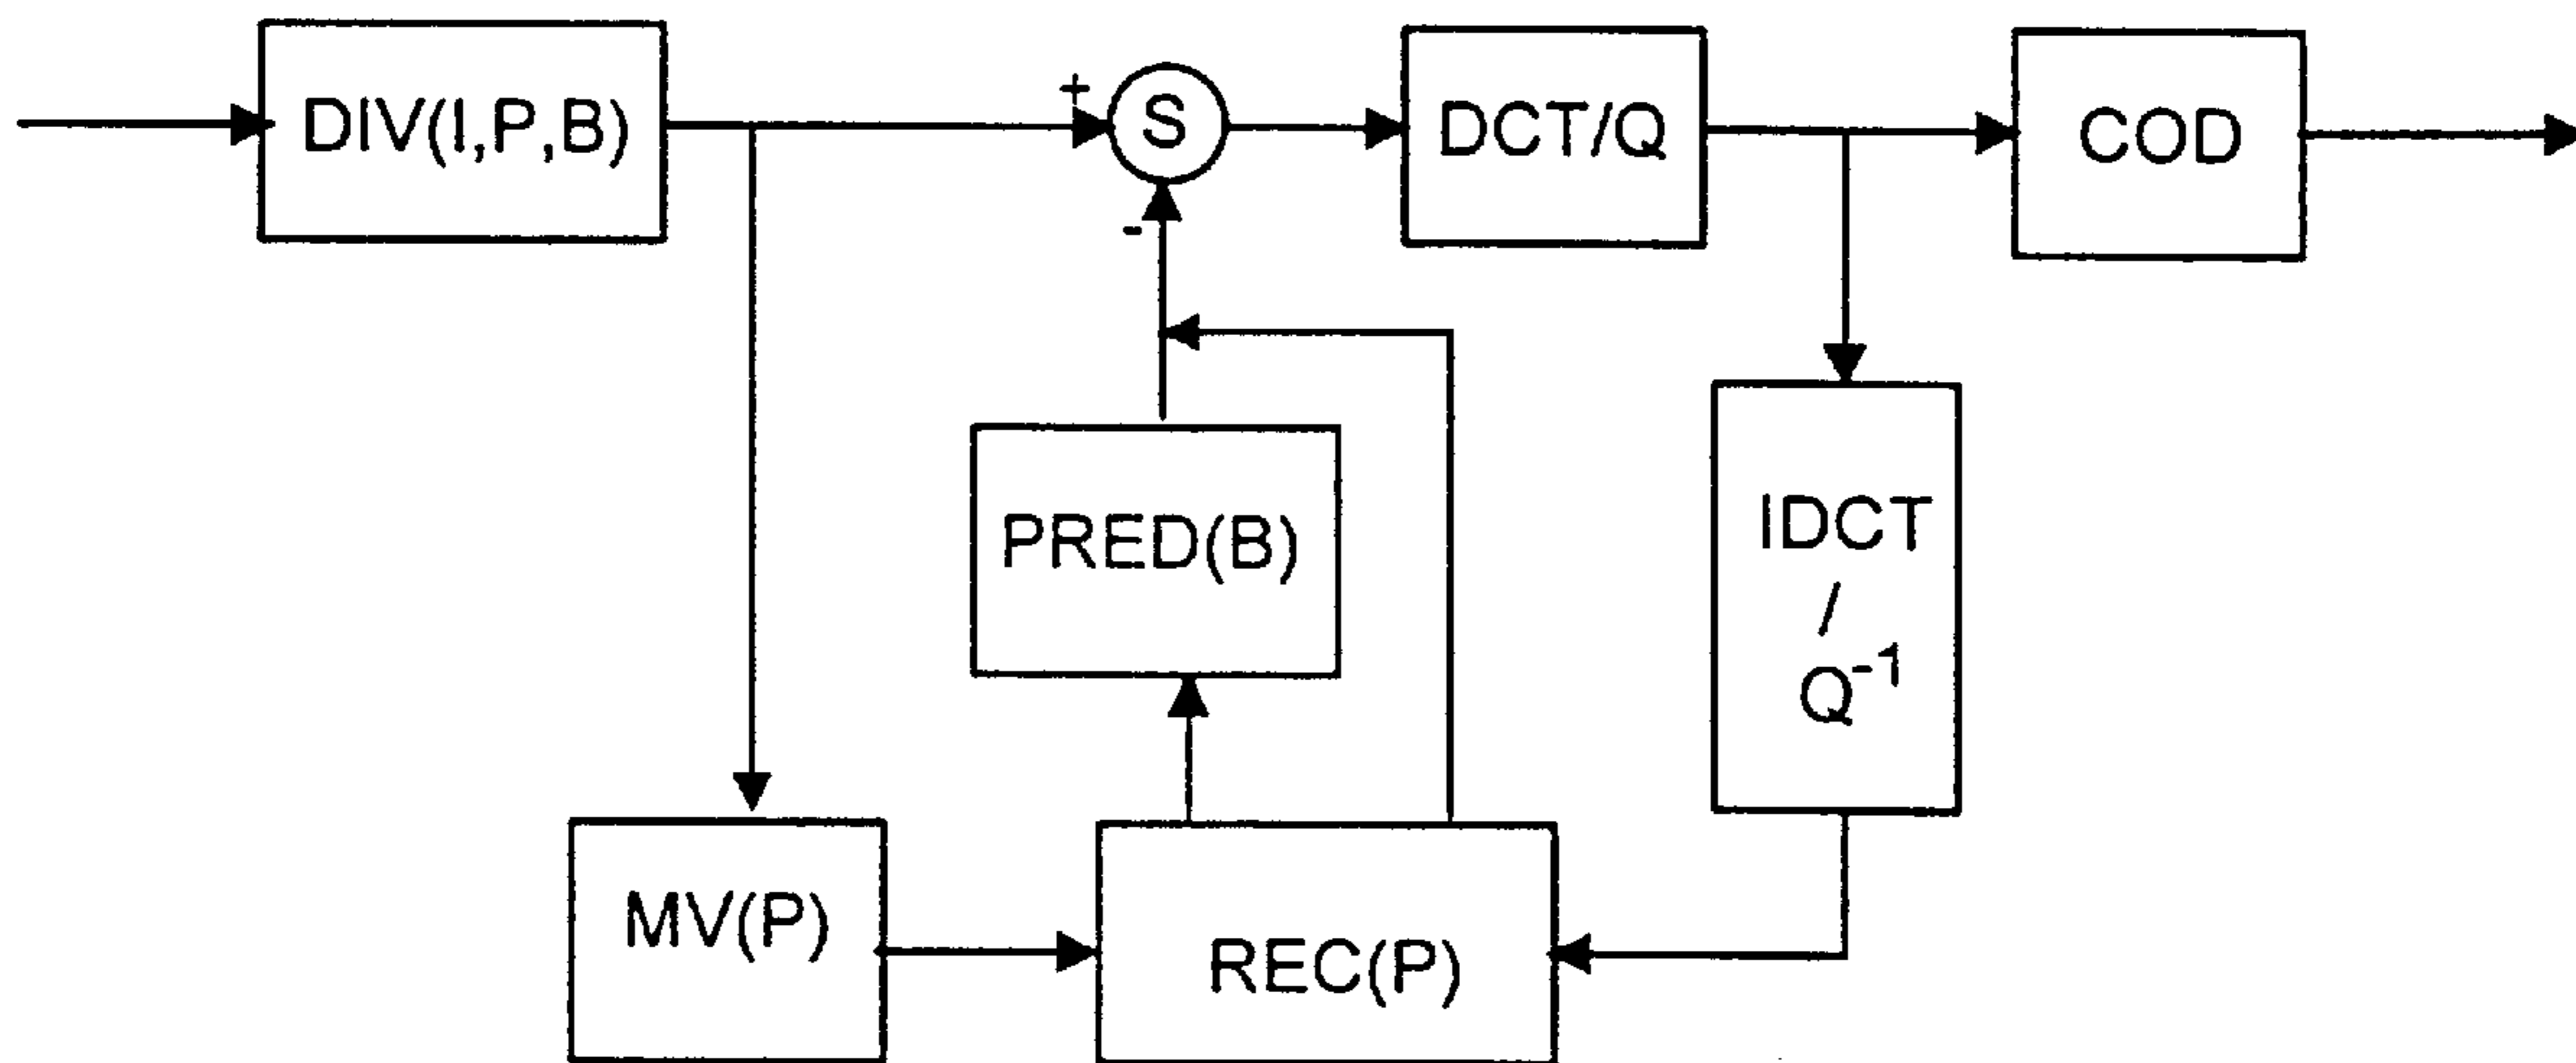 DIV(I,P,B)
+
S
-
DCT/Q
COD
PRED(B)
IDCT
/
Q⁻¹
MV(P)
REC(P)